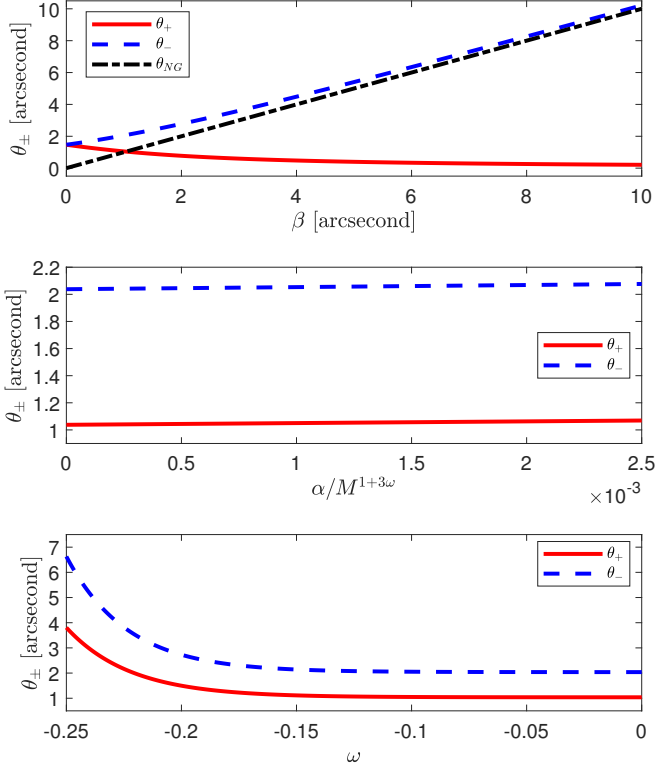 10
8
6
4
2
0
θ± [arcsecond]
θ+
θ−
θNG
0 2 4 6 8 10
β [arcsecond]
2.2
2
1.8
1.6
1.4
1.2
1
θ± [arcsecond]
θ+
θ−
0 0.5 1 1.5 2 2.5
α/M^{1+3ω}
×10^{-3}
7
6
5
4
3
2
1
θ± [arcsecond]
θ+
θ−
-0.25 -0.2 -0.15 -0.1 -0.05 0
ω